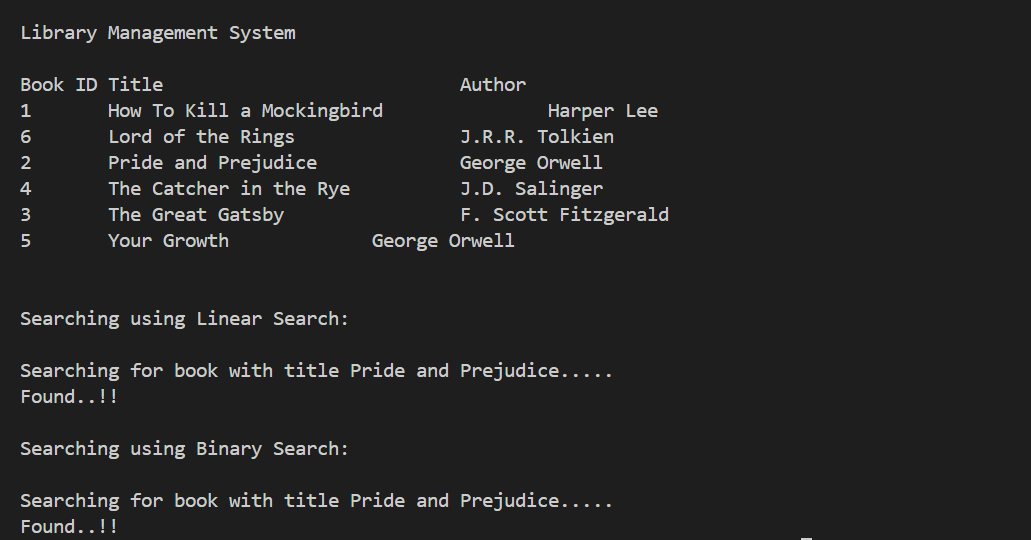 Library Management System
Book ID Title Author
1 How To Kill a Mockingbird Harper Lee
6 Lord of the Rings J.R.R. Tolkien
2 Pride and Prejudice George Orwell
4 The Catcher in the Rye J.D. Salinger
3 The Great Gatsby F. Scott Fitzgerald
5 Your Growth George Orwell
Searching using Linear Search:
Searching for book with title Pride and Prejudice.....
Found..!!
Searching using Binary Search:
Searching for book with title Pride and Prejudice.....
Found..!!